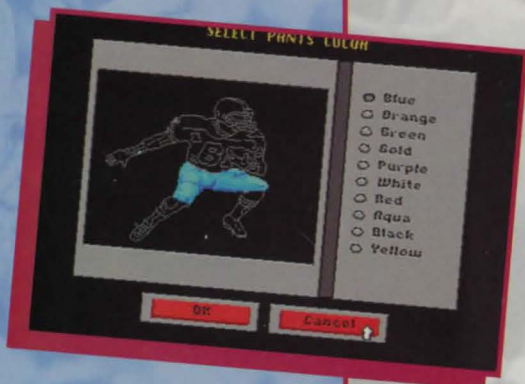 SELECT PANTS COLOR
Blue
Orange
Green
Gold
Purple
White
Red
Aqua
Black
Yellow
OK
Cancel